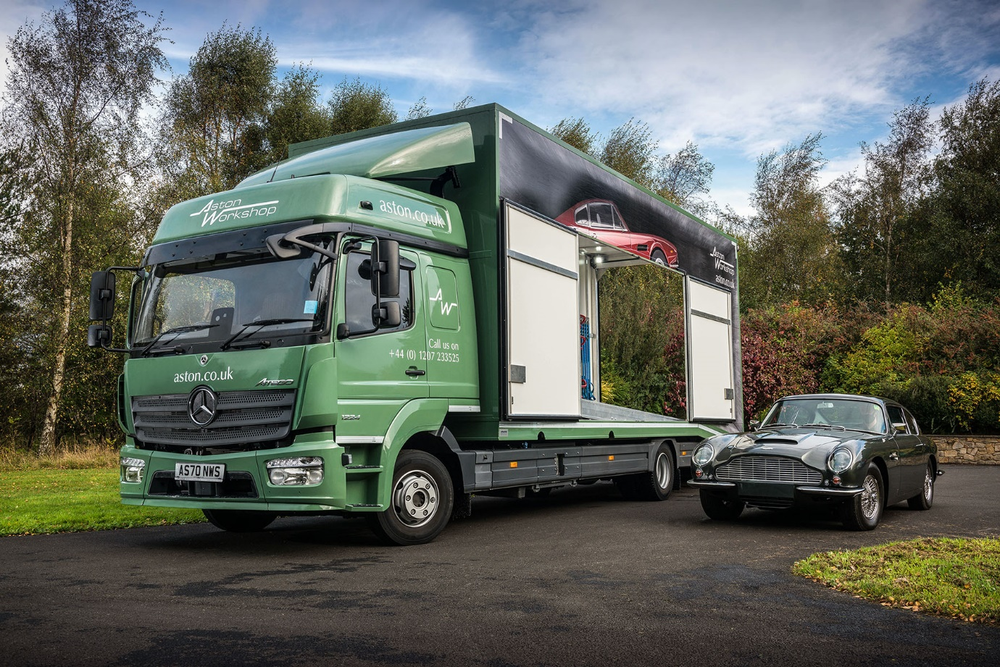 Aston
Workshop
aston.co.uk
AW
Call us on
+44 (0) 1207 233525
aston.co.uk
ATEGO
1224
AS70 NWS
Aston
Workshop
aston.co.uk